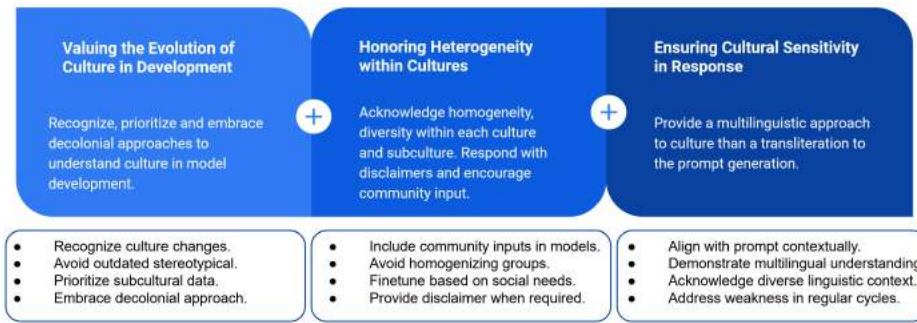 Valuing the Evolution of
Culture in Development
Recognize, prioritize and embrace
decolonial approaches to
understand culture in model
development.
Honoring Heterogeneity
within Cultures
Acknowledge homogeneity,
diversity within each culture
and subculture. Respond with
disclaimers and encourage
community input.
Ensuring Cultural Sensitivity
in Response
Provide a multilinguistic approach
to culture than a transliteration to
the prompt generation.
● Recognize culture changes.
● Avoid outdated stereotypical.
● Prioritize subcultural data.
● Embrace decolonial approach.
● Include community inputs in models.
● Avoid homogenizing groups.
● Finetune based on social needs.
● Provide disclaimer when required.
● Align with prompt contextually.
● Demonstrate multilingual understanding
● Acknowledge diverse linguistic context.
● Address weakness in regular cycles.